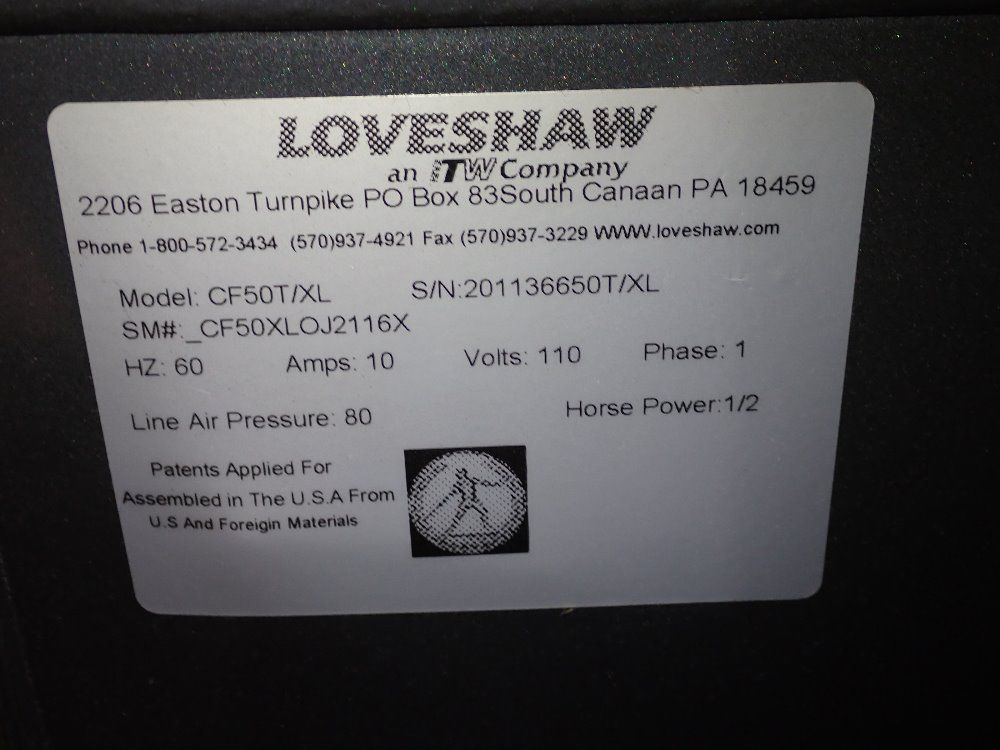 LOVESHAW
an ITW Company
2206 Easton Turnpike PO Box 83South Canaan PA 18459
Phone 1-800-572-3434 (570)937-4921 Fax (570)937-3229 WWW.loveshaw.com
Model: CF50T/XL S/N:201136650T/XL
SM#:_CF50XLOJ2116X
HZ: 60 Amps: 10 Volts: 110 Phase: 1
Line Air Pressure: 80 Horse Power:1/2
Patents Applied For
Assembled in The U.S.A From
U.S And Foreigin Materials